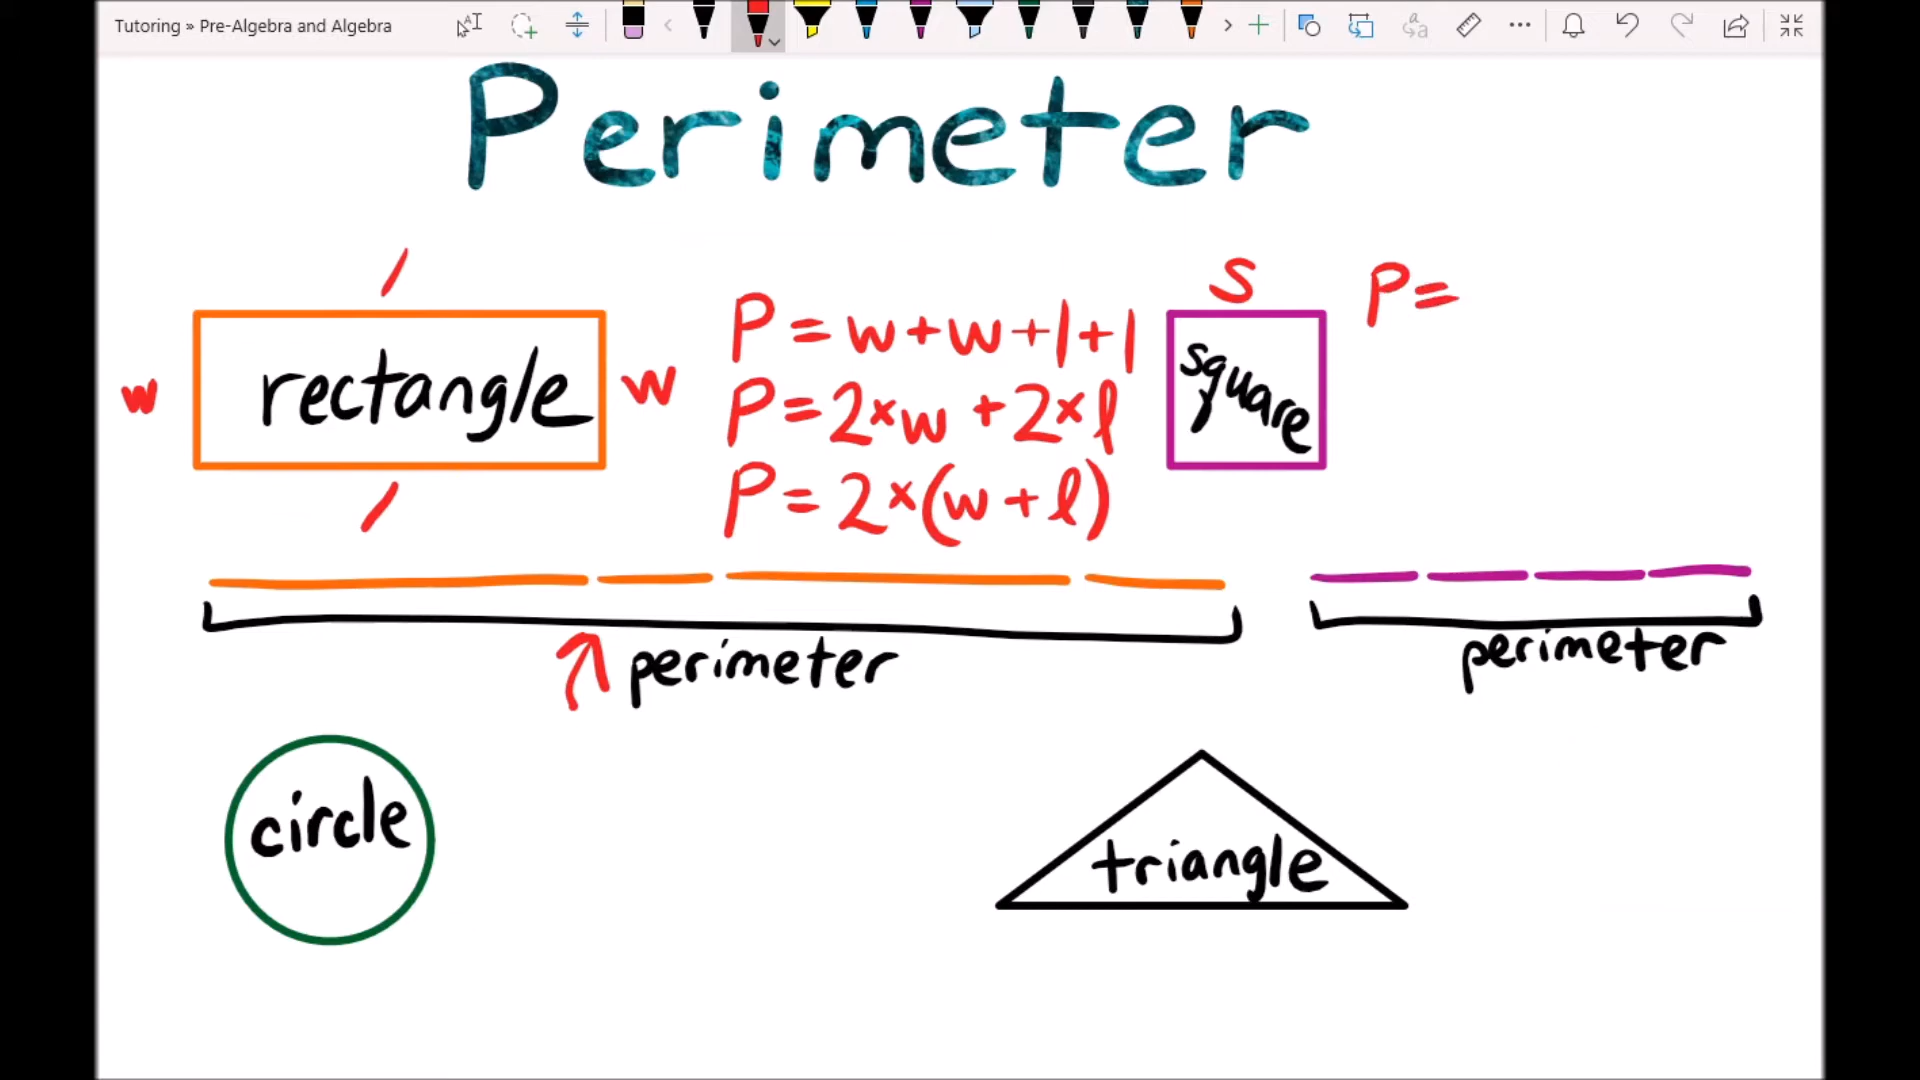 Tutoring » Pre-Algebra and Algebra
Perimeter
l
s
P=
w
rectangle
w
P=w+w+l+l
P=2×w+2×l
P=2×(w+l)
square
l
perimeter
perimeter
circle
triangle